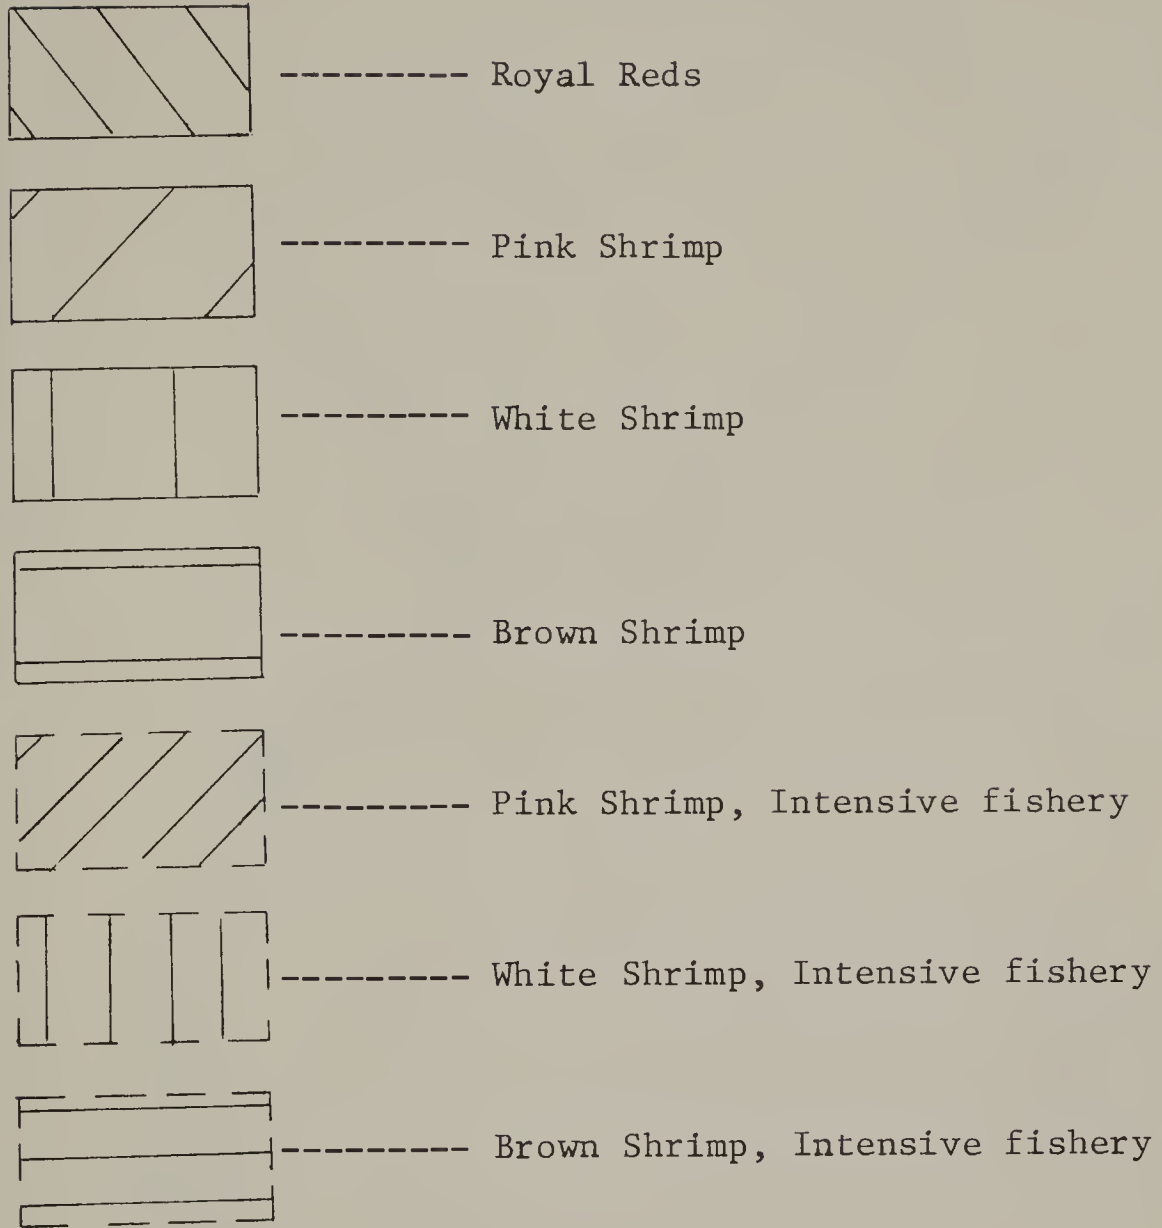 --------- Royal Reds
--------- Pink Shrimp
--------- White Shrimp
--------- Brown Shrimp
--------- Pink Shrimp, Intensive fishery
--------- White Shrimp, Intensive fishery
--------- Brown Shrimp, Intensive fishery